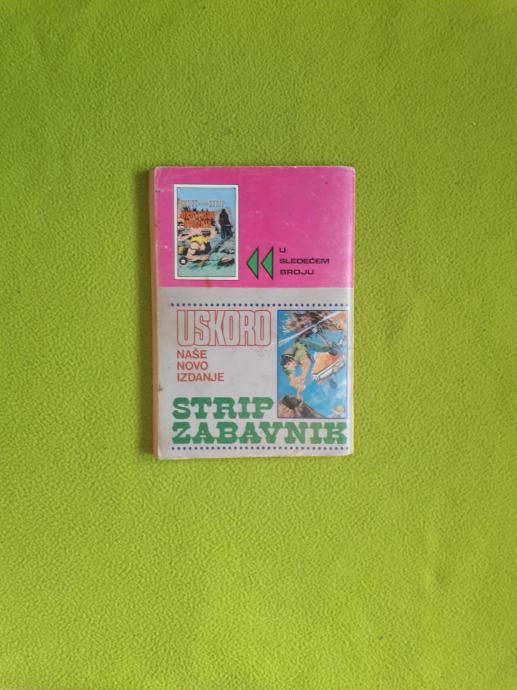 U
SLEDEĆEM
BROJU
USKORO
NAŠE
NOVO
IZDANJE
STRIP
ZABAVNIK